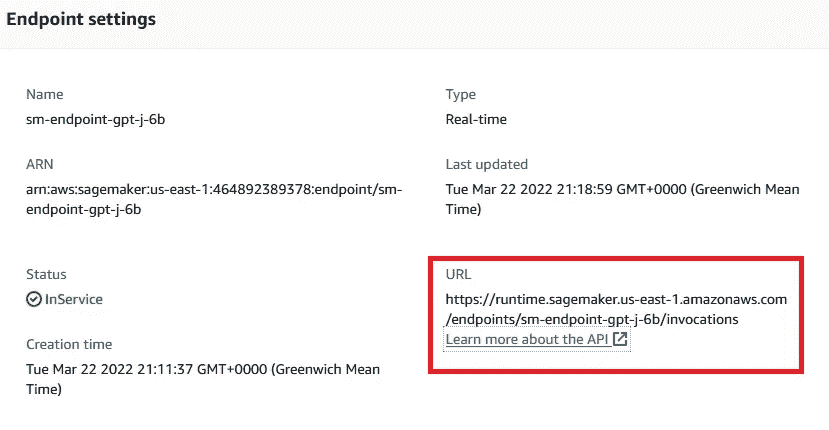 Endpoint settings
Name
sm-endpoint-gpt-j-6b
Type
Real-time
ARN
arn:aws:sagemaker:us-east-1:464892389378:endpoint/sm-
endpoint-gpt-j-6b
Last updated
Tue Mar 22 2022 21:18:59 GMT+0000 (Greenwich Mean
Time)
Status
InService
URL
https://runtime.sagemaker.us-east-1.amazonaws.com
/endpoints/sm-endpoint-gpt-j-6b/invocations
Learn more about the API
Creation time
Tue Mar 22 2022 21:11:37 GMT+0000 (Greenwich Mean
Time)